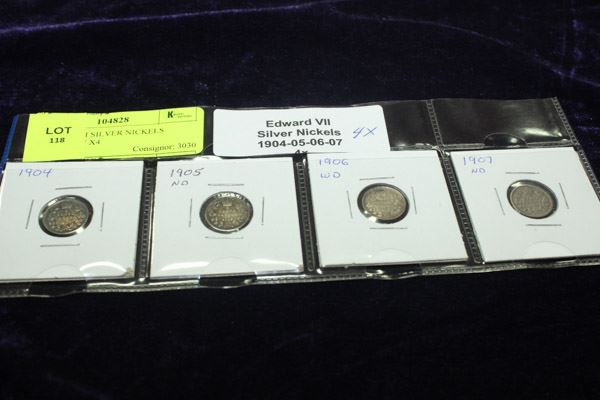 104828
LOT
118
SILVER NICKELS
X4
Consignor: 3030
Edward VII
Silver Nickels
1904-05-06-07
4x
4X
1904
1905
ND
1906
WD
1907
ND